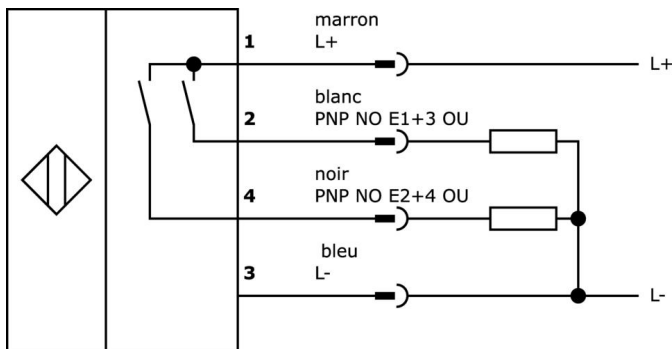 marron
1 L+
L+
blanc
2 PNP NO E1+3 OU
noir
4 PNP NO E2+4 OU
bleu
3 L-
L-